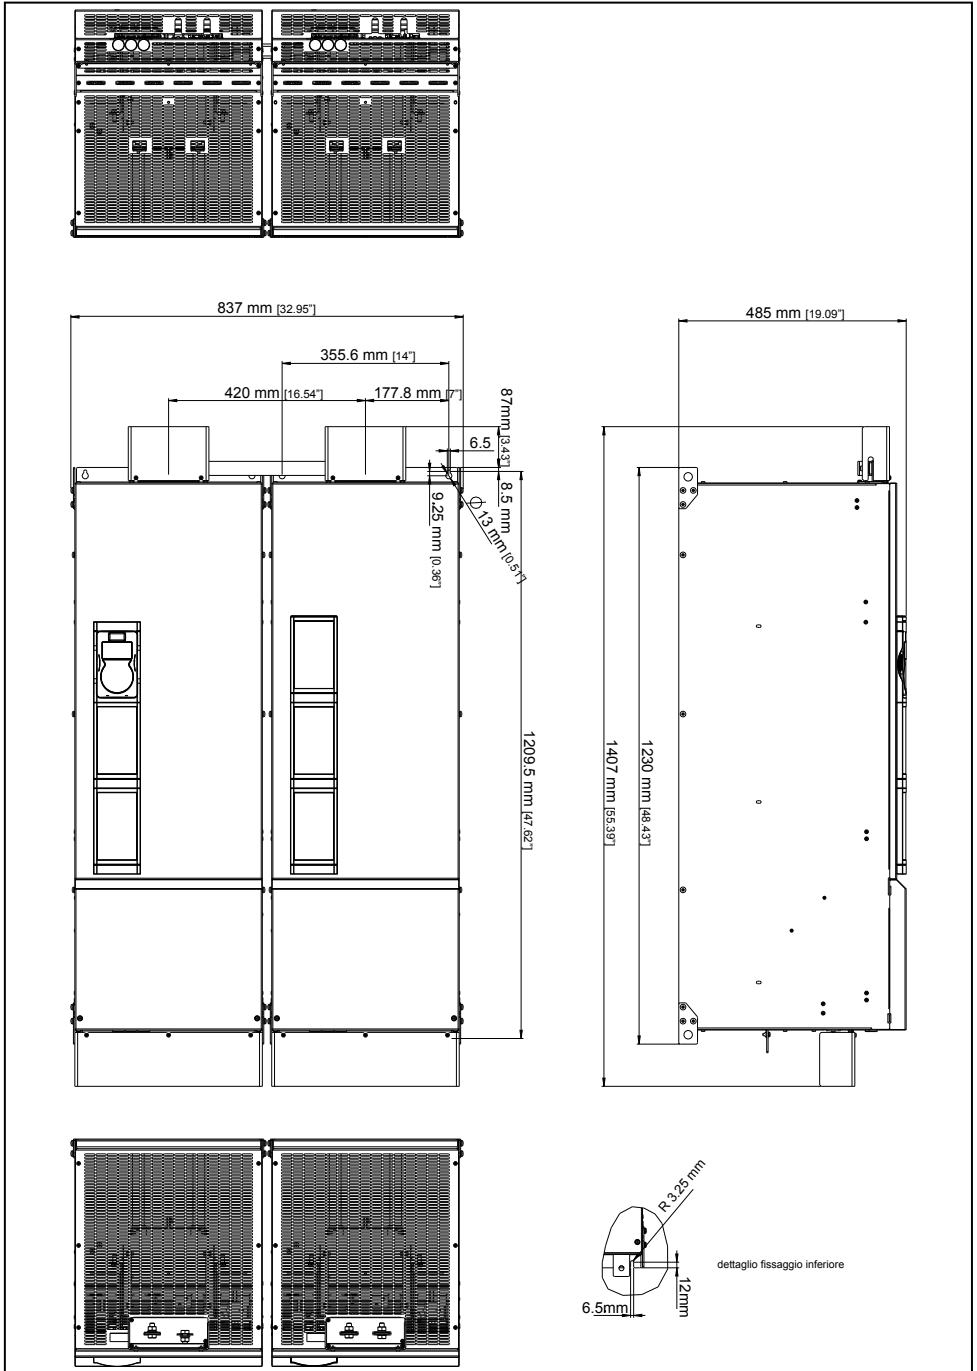 837 mm [32.95"]
485 mm [19.09"]
355.6 mm [14"]
420 mm [16.54"]
177.8 mm [7"]
87mm [3.43"]
6.5
8.5 mm
9.25 mm [0.36"]
13 mm [0.51"]
1209.5 mm [47.62"]
1407 mm [55.39"]
1230 mm [48.43"]
R 3.25 mm
dettaglio fissaggio inferiore
12mm
6.5mm